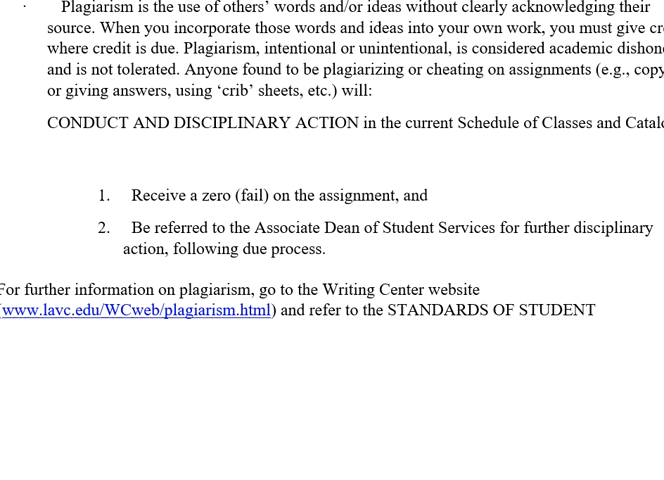 · Plagiarism is the use of others' words and/or ideas without clearly acknowledging their
source. When you incorporate those words and ideas into your own work, you must give
where credit is due. Plagiarism, intentional or unintentional, is considered academic
and is not tolerated. Anyone found to be plagiarizing or cheating on assignments (e.g.,
or giving answers, using 'crib' sheets, etc.) will:
CONDUCT AND DISCIPLINARY ACTION in the current Schedule of Classes and
1. Receive a zero (fail) on the assignment, and
2. Be referred to the Associate Dean of Student Services for further disciplinary
action, following due process.
For further information on plagiarism, go to the Writing Center website
(www.lavc.edu/WCweb/plagiarism.html) and refer to the STANDARDS OF STUDENT